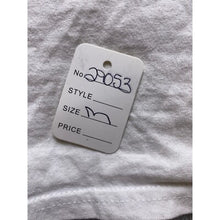 No 29053
STYLE
SIZE M
PRICE